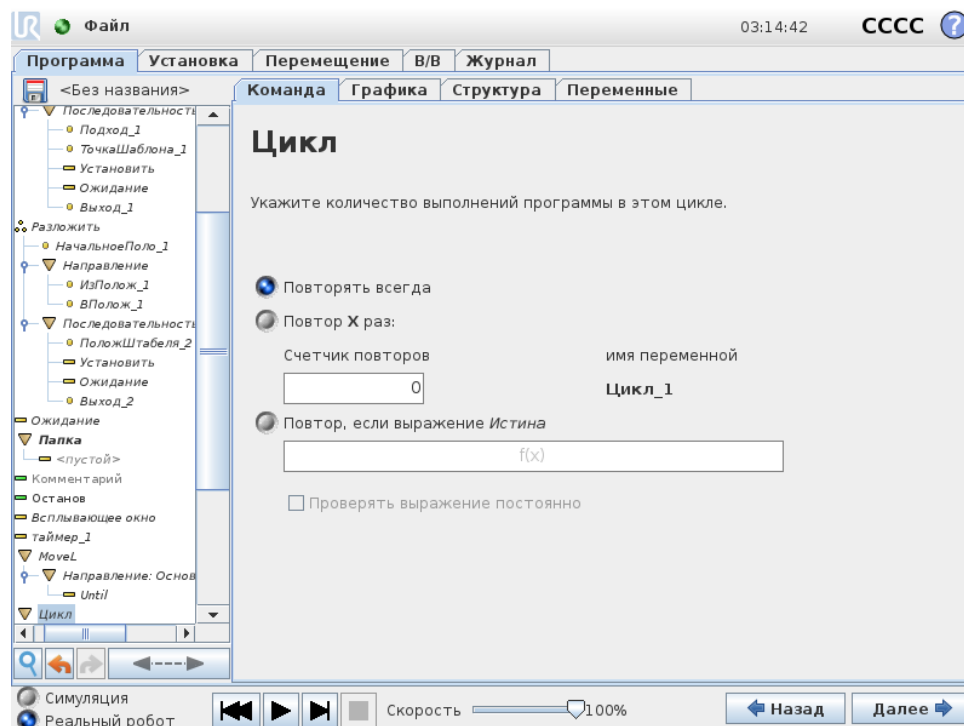 Файл 03:14:42 CCCC ?
Программа Установка Перемещение В/В Журнал
<Без названия> Команда Графика Структура Переменные
Последовательность
Подход_1
ТочкаШаблона_1
Установить
Ожидание
Выход_1
Разложить
НачальноеПоло_1
Направление
ИзПолож_1
ВПолож_1
Последовательность
ПоложШтабеля_2
Установить
Ожидание
Выход_2
Ожидание
Папка
<пустой>
Комментарий
Останов
Всплывающее окно
таймер_1
MoveL
Направление: Основ
Until
Цикл
Цикл
Укажите количество выполнений программы в этом цикле.
Повторять всегда
Повтор X раз:
Счетчик повторов имя переменной
0 Цикл_1
Повтор, если выражение Истина
f(x)
Проверять выражение постоянно
Симуляция
Реальный робот
Скорость 100%
Назад Далее